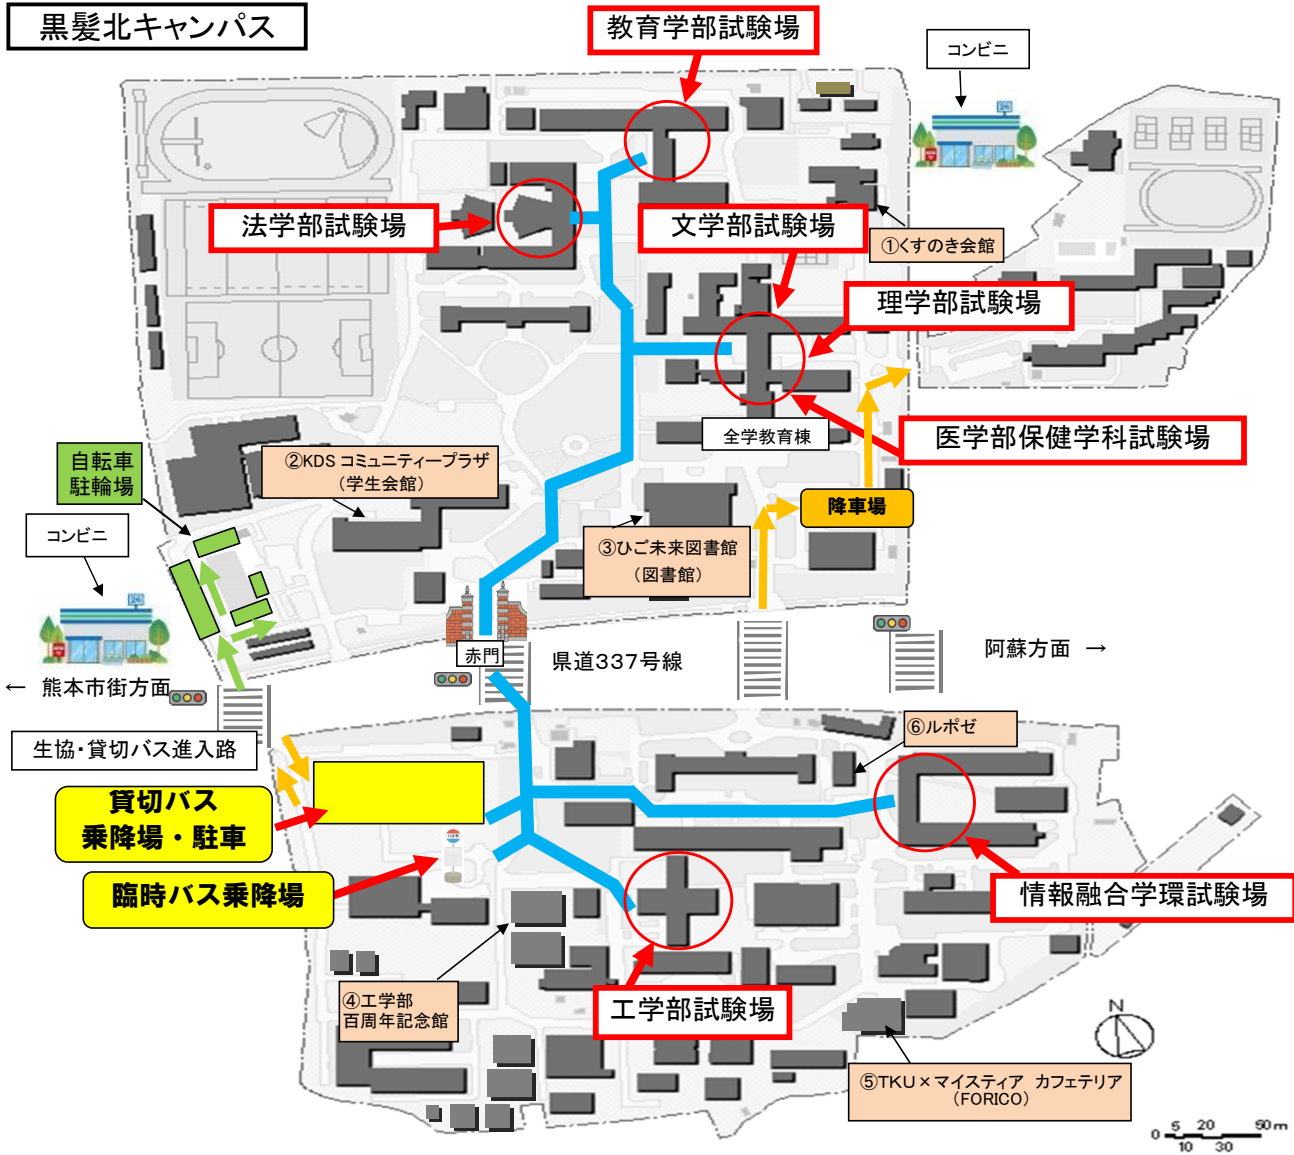 黒髪北キャンパス
教育学部試験場
コンビニ
法学部試験場
文学部試験場
①くすのき会館
理学部試験場
医学部保健学科試験場
全学教育棟
自転車
駐輪場
②KDS コミュニティープラザ
(学生会館)
降車場
コンビニ
③ひご未来図書館
(図書館)
赤門
県道337号線
阿蘇方面 →
← 熊本市街方面
生協・貸切バス進入路
⑥ルポゼ
貸切バス
乗降場・駐車
臨時バス乗降場
情報融合学環試験場
④工学部
百周年記念館
工学部試験場
N
⑤TKU×マイスティア カフェテリア
(FORICO)
0 5 20 50m
10 30